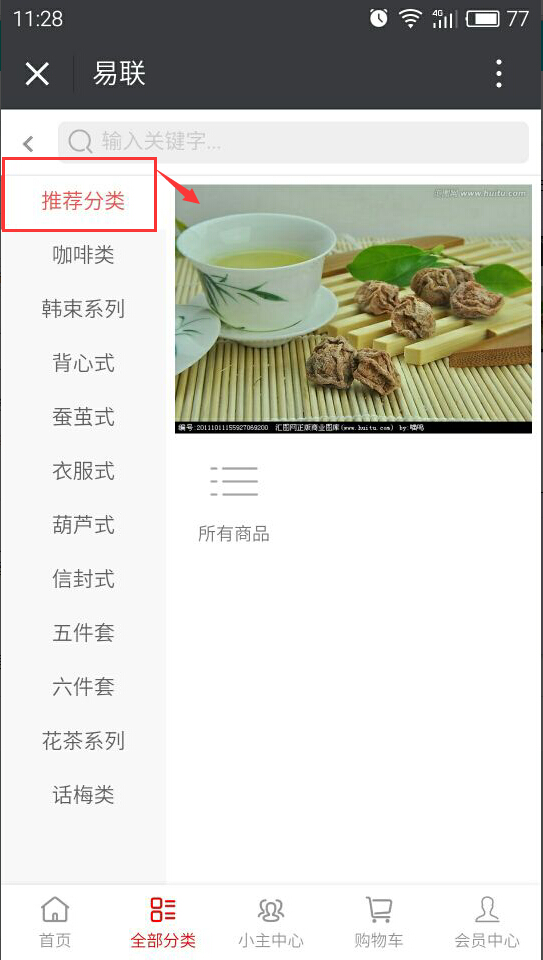 11:28
4G
77
易联
输入关键字...
推荐分类
咖啡类
韩束系列
背心式
蚕茧式
衣服式
葫芦式
信封式
五件套
六件套
花茶系列
话梅类
汇图网 www.huitu.com
编号:20111011155927069200 汇图网正版商业图库(www.huitu.com) by:嘀呜
所有商品
首页
全部分类
小主中心
购物车
会员中心